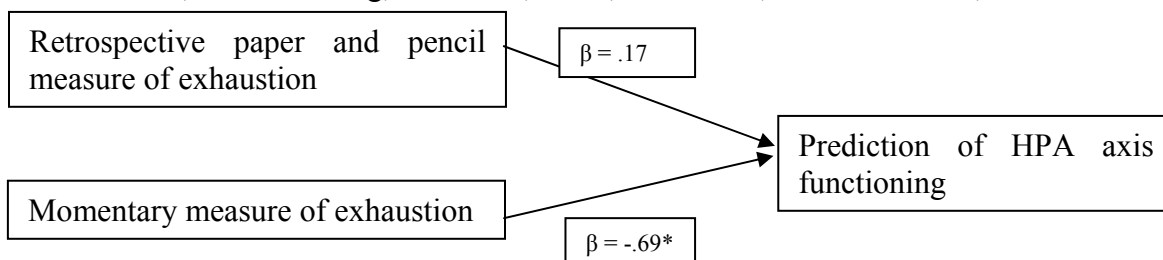 Retrospective paper and pencil
measure of exhaustion
β = .17
Prediction of HPA axis
functioning
Momentary measure of exhaustion
β = -.69*